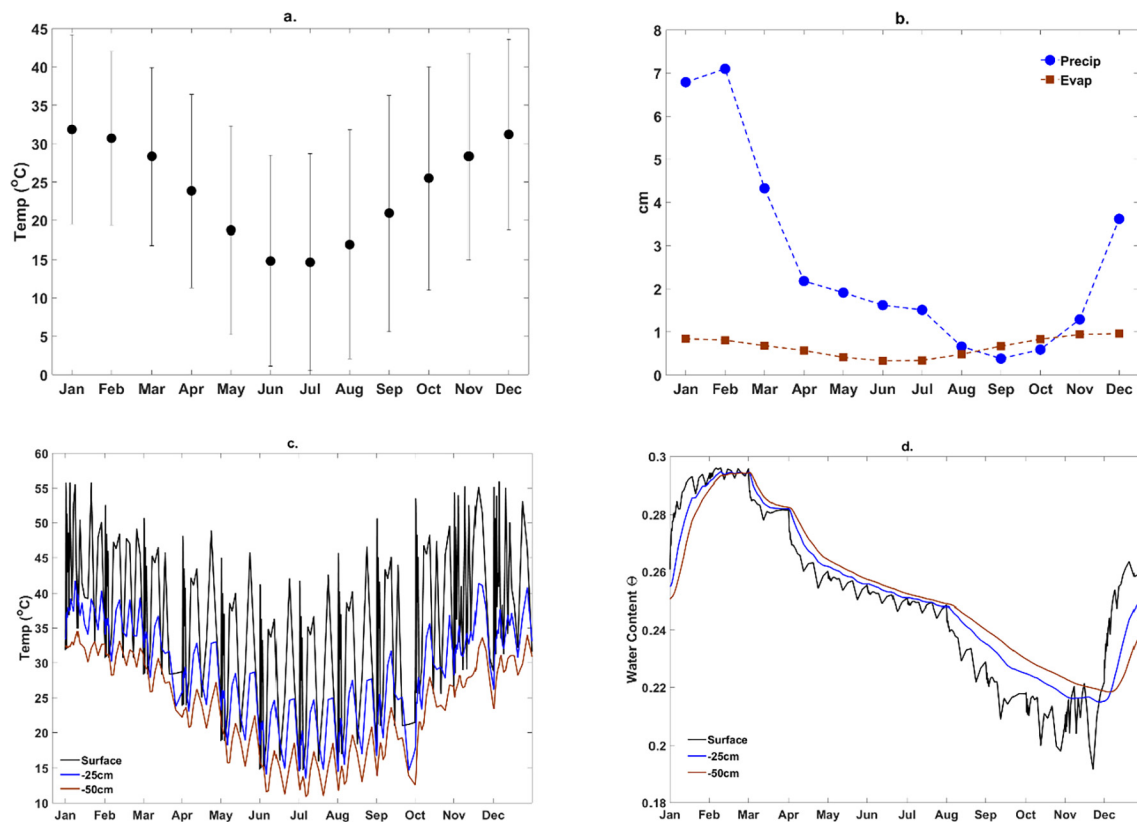 a.
45
40
35
30
25
20
15
10
5
0
Temp (°C)
Jan Feb Mar Apr May Jun Jul Aug Sep Oct Nov Dec
b.
8
7
6
5
4
3
2
1
0
cm
Precip
Evap
Jan Feb Mar Apr May Jun Jul Aug Sep Oct Nov Dec
c.
60
55
50
45
40
35
30
25
20
15
10
Temp (°C)
Surface
-25cm
-50cm
Jan Feb Mar Apr May Jun Jul Aug Sep Oct Nov Dec
d.
0.3
0.28
0.26
0.24
0.22
0.2
0.18
Water Content Θ
Surface
-25cm
-50cm
Jan Feb Mar Apr May Jun Jul Aug Sep Oct Nov Dec